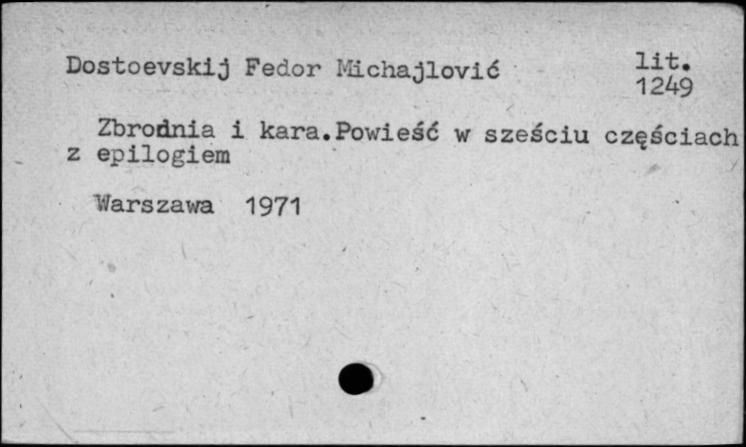 Dostoevskij Fedor Michajlović lit.
1249
Zbrodnia i kara.Powieść w sześciu częściach
z epilogiem
Warszawa 1971